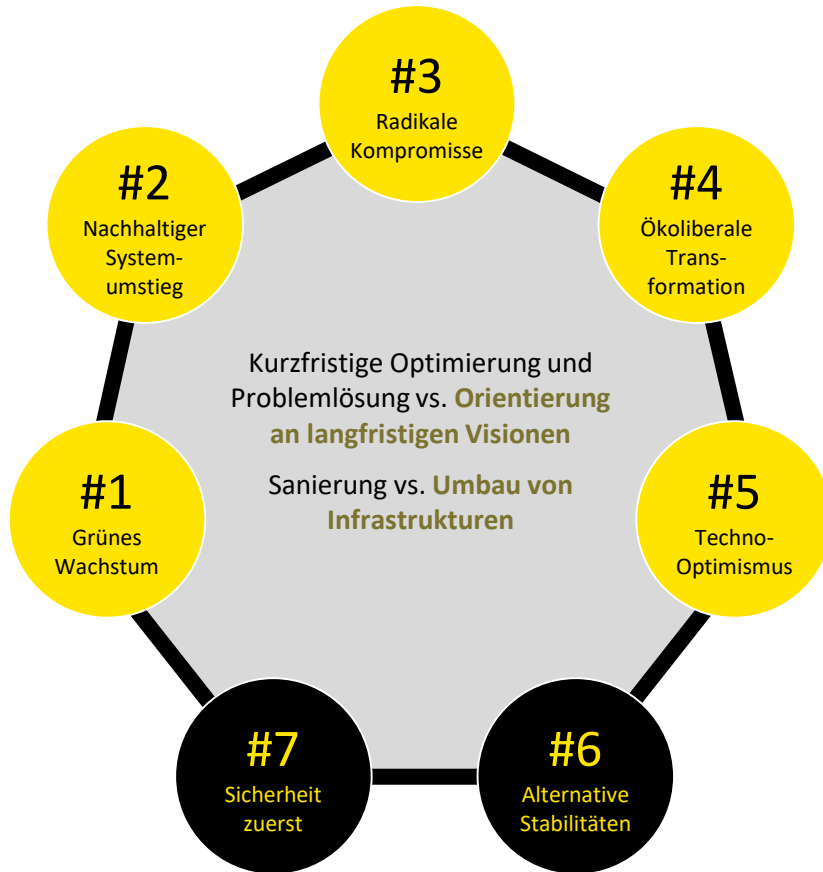 #3
Radikale
Kompromisse
#2
Nachhaltiger
System-
umstieg
#4
Ökoliberale
Trans-
formation
Kurzfristige Optimierung und
Problemlösung vs. Orientierung
an langfristigen Visionen
Sanierung vs. Umbau von
Infrastrukturen
#1
Grünes
Wachstum
#5
Techno-
Optimismus
#7
Sicherheit
zuerst
#6
Alternative
Stabilitäten